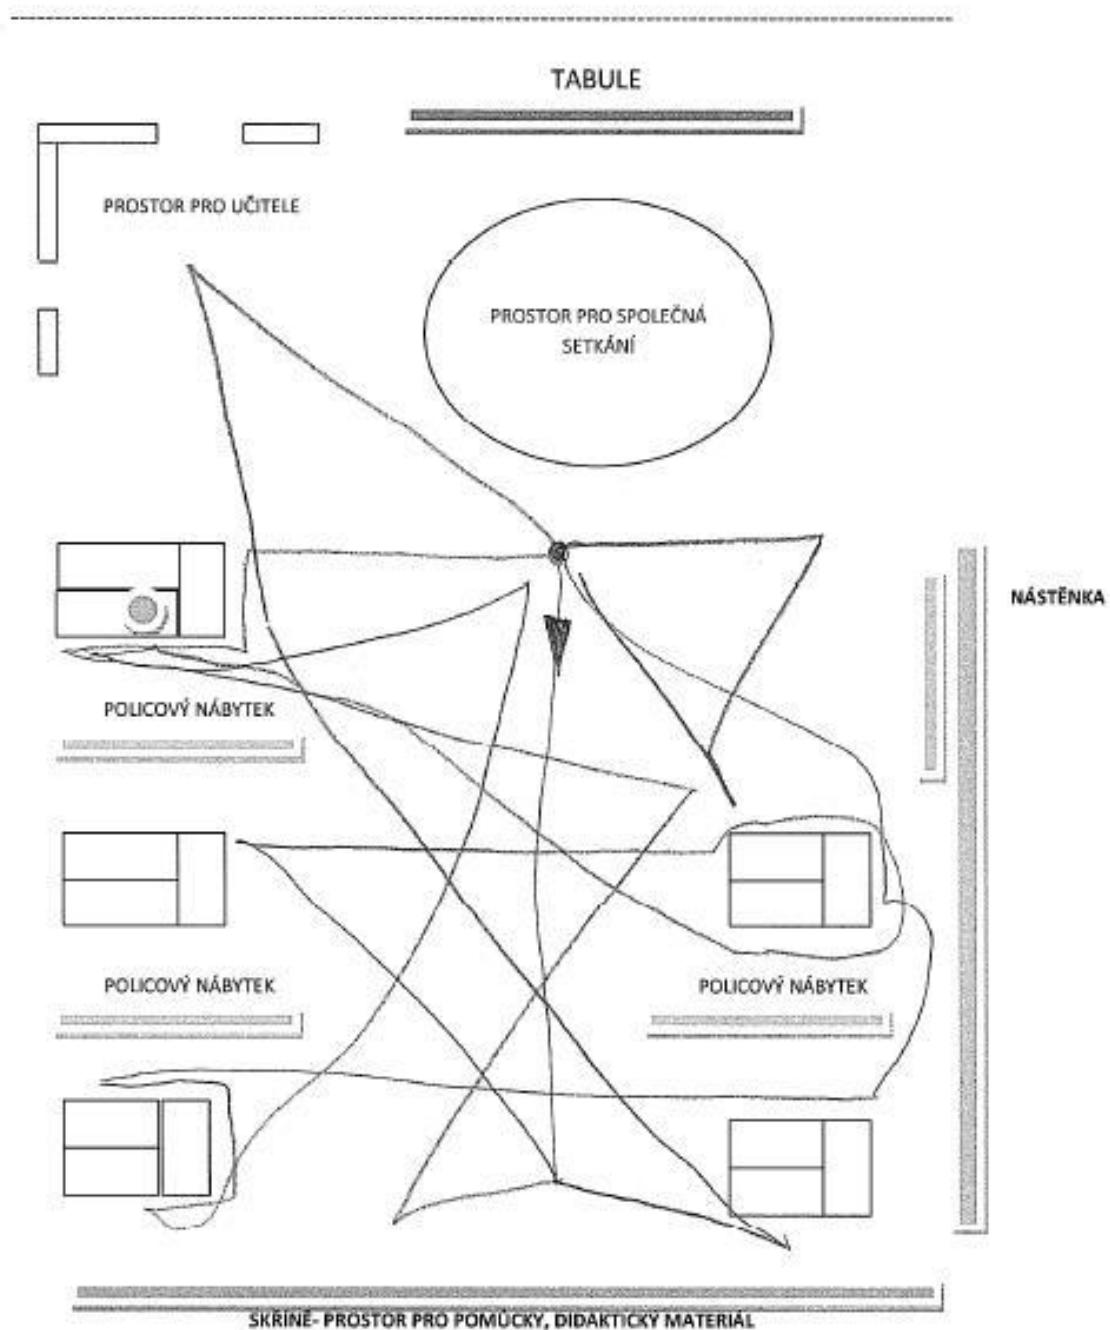 TABULE
PROSTOR PRO UČITELE
PROSTOR PRO SPOLEČNÁ
SETKÁNÍ
NÁSTĚNKA
POLICOVÝ NÁBYTEK
POLICOVÝ NÁBYTEK
POLICOVÝ NÁBYTEK
SKŘÍNĚ- PROSTOR PRO POMŮCKY, DIDAKTICKÝ MATERIÁL